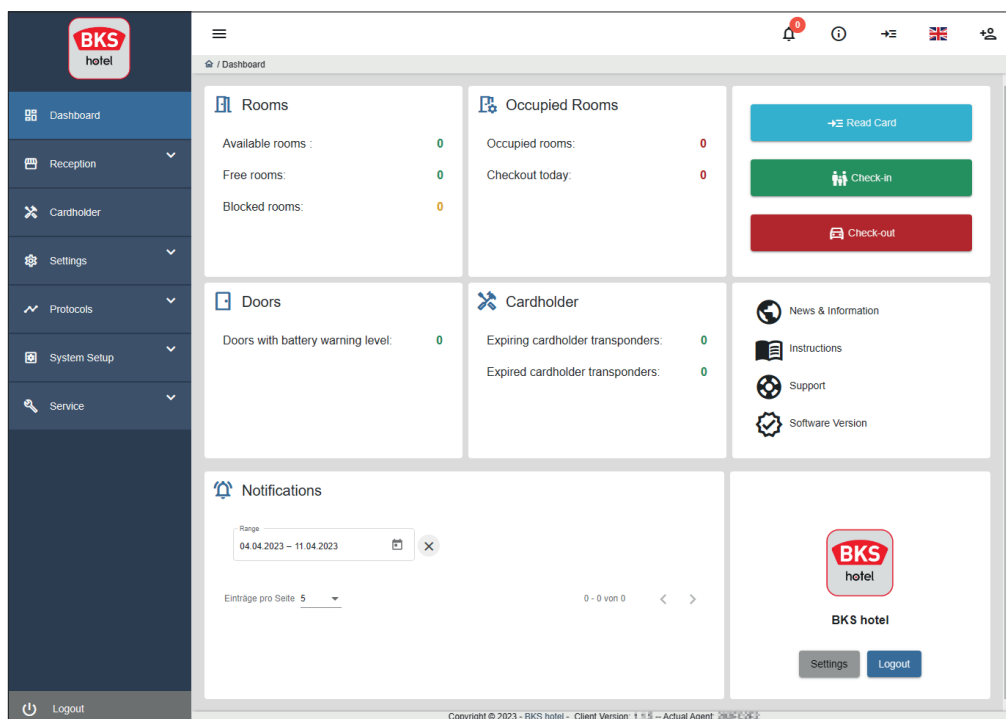 BKS
hotel
0
/ Dashboard
Dashboard
Reception
Cardholder
Settings
Protocols
System Setup
Service
Logout
Rooms
Available rooms : 0
Free rooms: 0
Blocked rooms: 0
Occupied Rooms
Occupied rooms: 0
Checkout today: 0
Read Card
Check-in
Check-out
Doors
Doors with battery warning level: 0
Cardholder
Expiring cardholder transponders: 0
Expired cardholder transponders: 0
News & Information
Instructions
Support
Software Version
Notifications
Range
04.04.2023 – 11.04.2023
Einträge pro Seite 5
0 - 0 von 0
BKS
hotel
BKS hotel
Settings
Logout
Copyright © 2023 - BKS hotel - Client Version: -- Actual Agent: